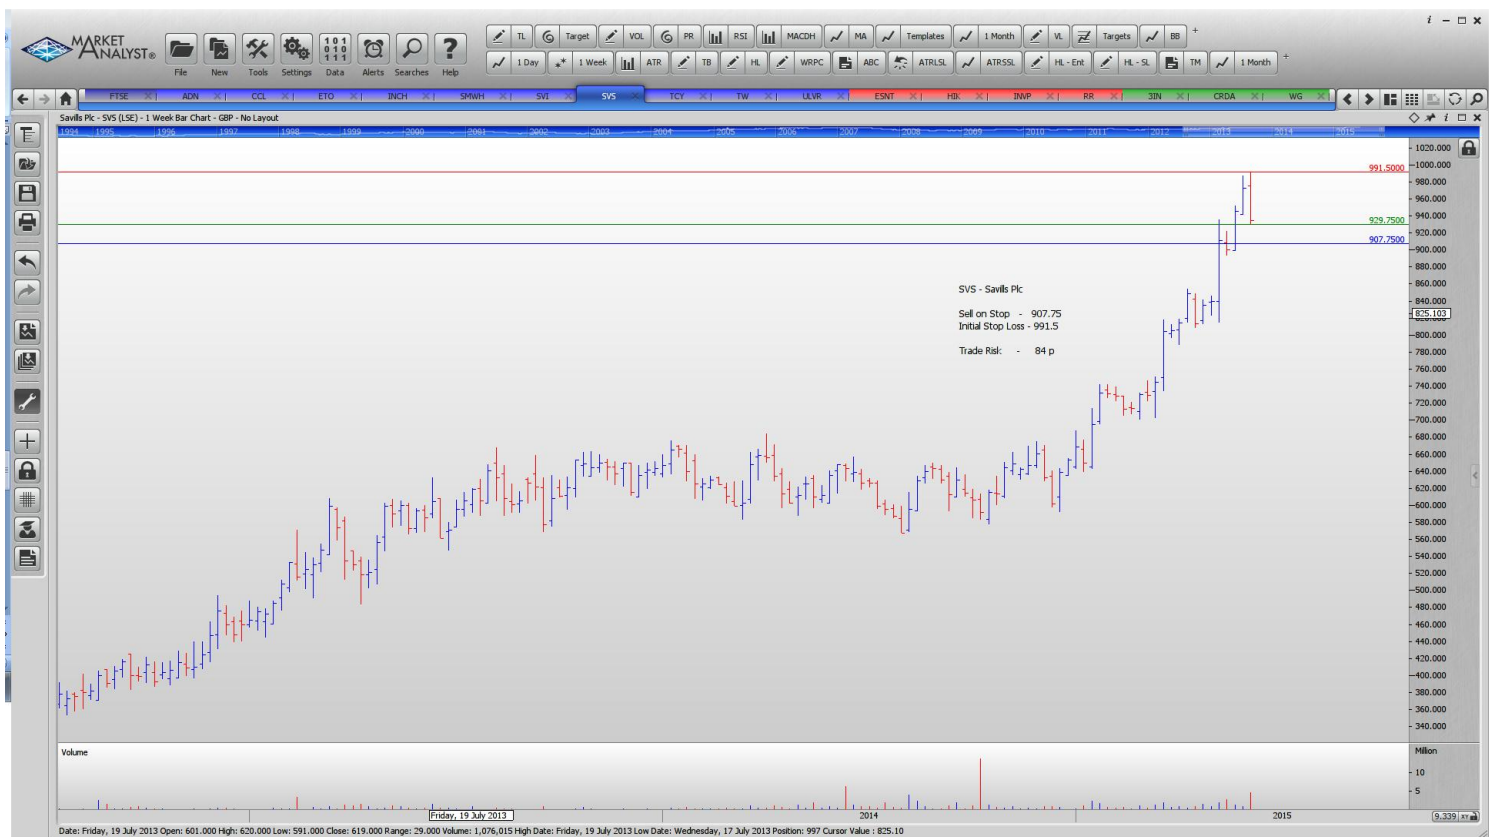 MARKET
ANALYST®
File
New
Tools
Settings
Data
Alerts
Searches
Help
TL
Target
VOL
PR
RSI
MACDH
MA
Templates
1 Month
VL
Targets
BB
+
1 Day
1 Week
ATR
TB
HL
WRPC
ABC
ATRLSL
ATRSSL
HL - Ent
HL - SL
TM
1 Month
+
FTSE
ADN
CCL
ETO
INCH
SMWH
SVI
SVS
TCY
TW
ULVR
ESNT
HIK
INVP
RR
3IN
CRDA
WG
Savills Plc - SVS (LSE) - 1 Week Bar Chart - GBP - No Layout
1994 1995 1996 1997 1998 1999 2000 2001 2002 2003 2004 2005 2006 2007 2008 2009 2010 2011 2012 2013 2014 2015
991.5000
929.7500
907.7500
1020.000
1000.000
980.000
960.000
940.000
920.000
900.000
880.000
860.000
840.000
825.103
800.000
780.000
760.000
740.000
720.000
700.000
680.000
660.000
640.000
620.000
600.000
580.000
560.000
540.000
520.000
500.000
480.000
460.000
440.000
420.000
400.000
380.000
360.000
340.000
SVS - Savills Plc
Sell on Stop - 907.75
Initial Stop Loss - 991.5
Trade Risk: - 84 p
Volume
Million
10
5
Friday, 19 July 2013
2014
2015
9.339 XY
Date: Friday, 19 July 2013 Open: 601.000 High: 620.000 Low: 591.000 Close: 619.000 Range: 29.000 Volume: 1,076,015 High Date: Friday, 19 July 2013 Low Date: Wednesday, 17 July 2013 Position: 997 Cursor Value : 825.10